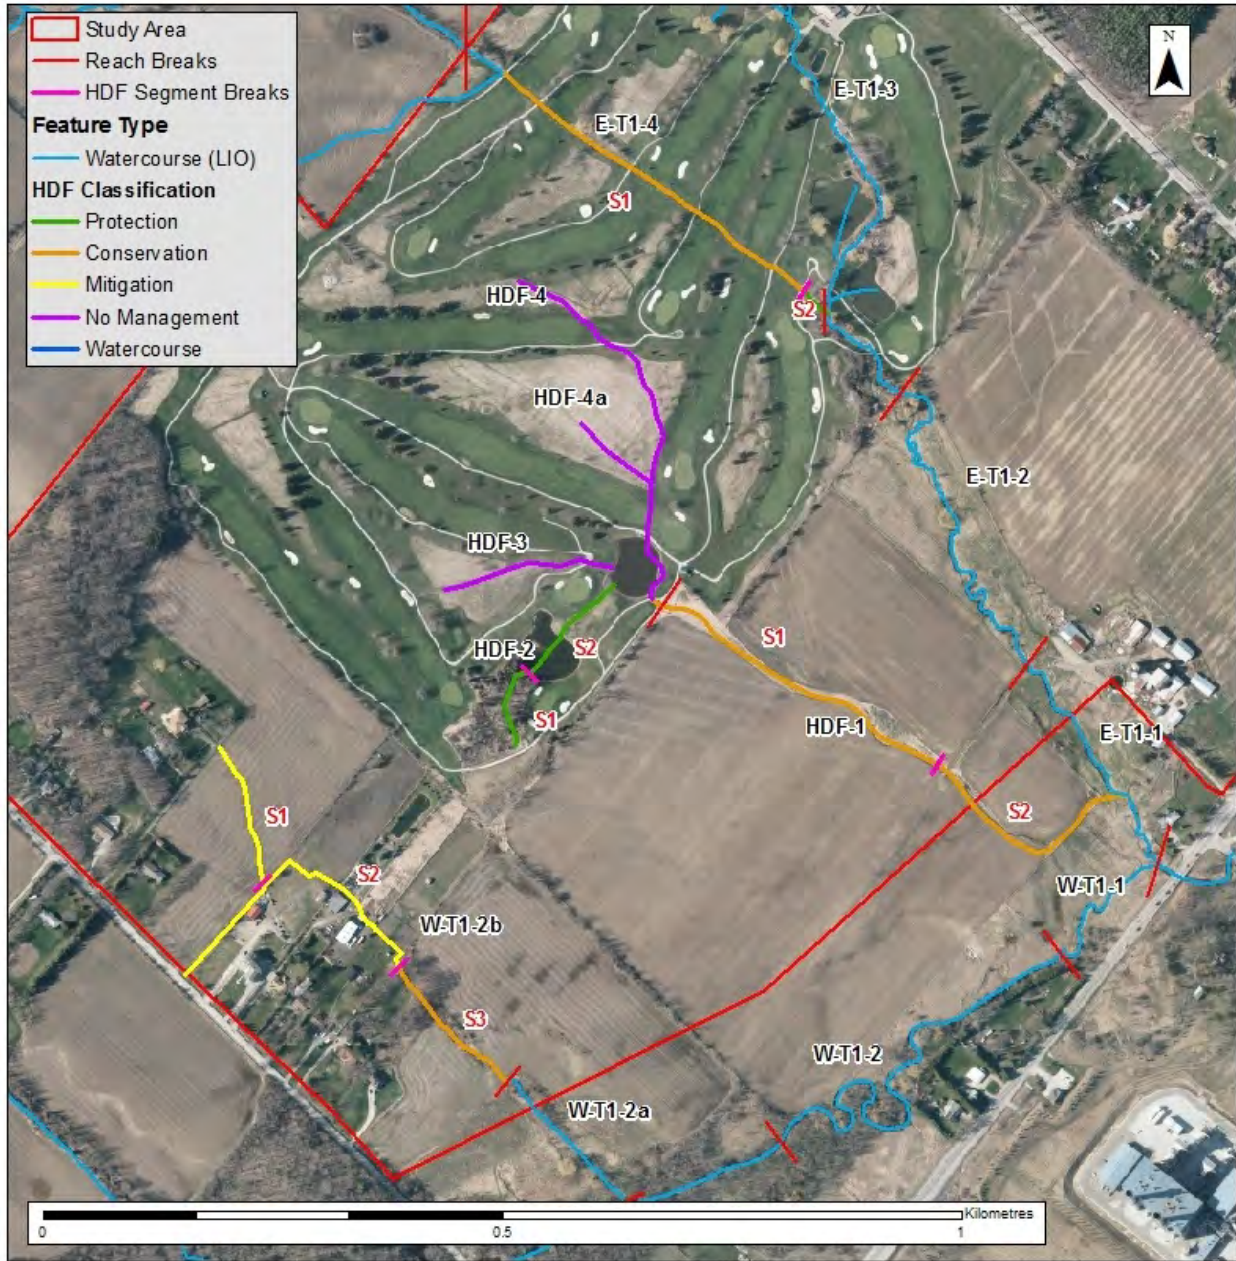 Study Area
Reach Breaks
HDF Segment Breaks
Feature Type
Watercourse (LIO)
HDF Classification
Protection
Conservation
Mitigation
No Management
Watercourse
N
E-T1-3
E-T1-4
S1
HDF-4
S2
HDF-4a
E-T1-2
HDF-3
S1
HDF-2
S2
S1
HDF-1
E-T1-1
S1
S2
S2
W-T1-1
W-T1-2b
S3
W-T1-2
W-T1-2a
Kilometres
0
0.5
1